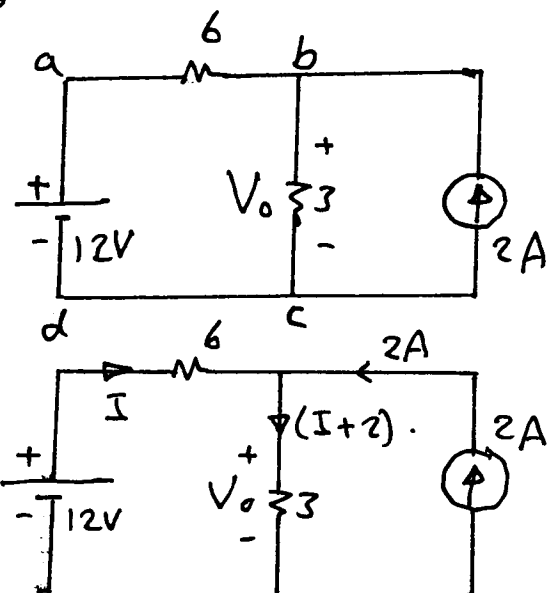 6
a b
+ +
V₀ 3
- 12V - 2A
d c
6 2A
I (I+2).
+ + 2A
V₀ 3
- 12V -